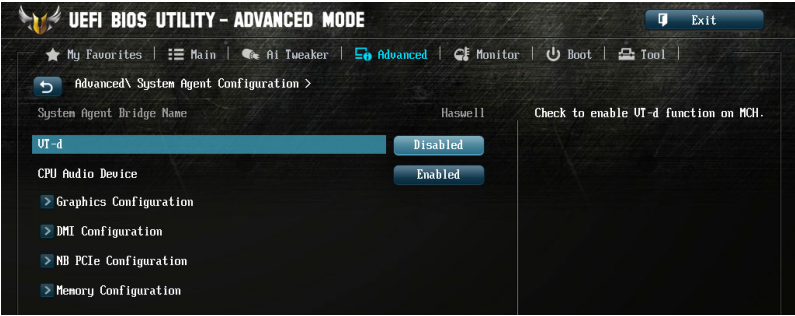 UEFI BIOS UTILITY – ADVANCED MODE
Exit
My Favorites | Main | Ai Tweaker | Advanced | Monitor | Boot | Tool |
Advanced\ System Agent Configuration >
System Agent Bridge Name Haswell
Check to enable VT-d function on MCH.
VT-d Disabled
CPU Audio Device Enabled
> Graphics Configuration
> DMI Configuration
> NB PCIe Configuration
> Memory Configuration